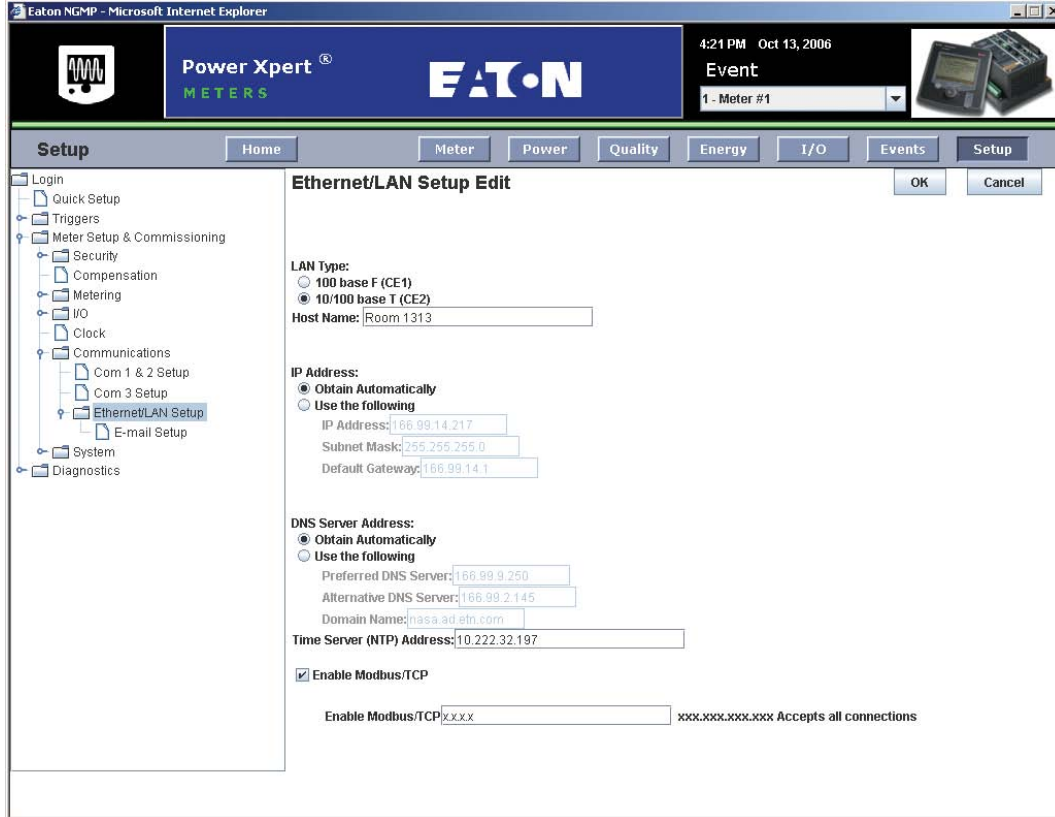 Eaton NGMP - Microsoft Internet Explorer
Power Xpert ®
METERS
EATON
4:21 PM Oct 13, 2006
Event
1 - Meter #1
Setup
Home
Meter
Power
Quality
Energy
I/O
Events
Setup
Login
Quick Setup
Triggers
Meter Setup & Commissioning
Security
Compensation
Metering
I/O
Clock
Communications
Com 1 & 2 Setup
Com 3 Setup
Ethernet/LAN Setup
E-mail Setup
System
Diagnostics
Ethernet/LAN Setup Edit
OK
Cancel
LAN Type:
100 base F (CE1)
10/100 base T (CE2)
Host Name: Room 1313
IP Address:
Obtain Automatically
Use the following
IP Address: 166.99.14.217
Subnet Mask: 255.255.255.0
Default Gateway: 166.99.14.1
DNS Server Address:
Obtain Automatically
Use the following
Preferred DNS Server: 166.99.9.250
Alternative DNS Server: 166.99.2.145
Domain Name: nasa.ad.etn.com
Time Server (NTP) Address: 10.222.32.197
Enable Modbus/TCP
Enable Modbus/TCP x.x.x.x xxx.xxx.xxx.xxx Accepts all connections